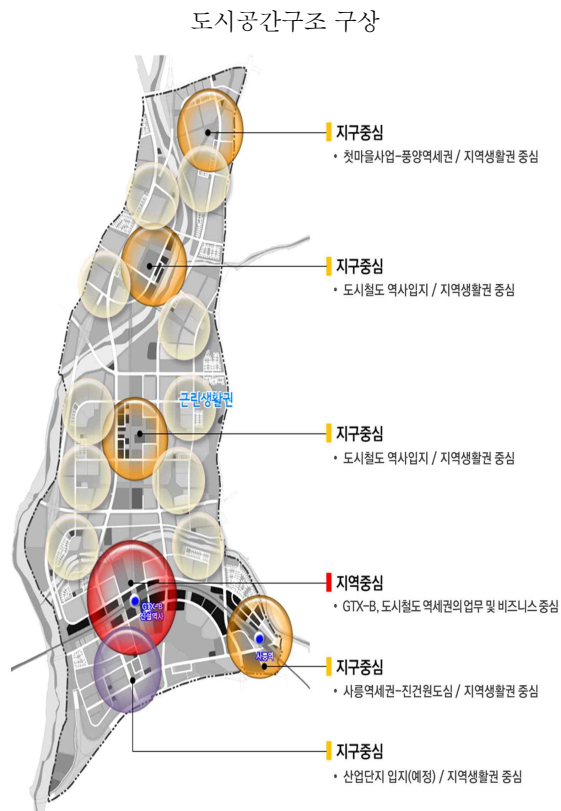 도시공간구조 구상
지구중심
• 첫마을사업-풍양역세권 / 지역생활권 중심
지구중심
• 도시철도 역사입지 / 지역생활권 중심
근린생활권
지구중심
• 도시철도 역사입지 / 지역생활권 중심
지역중심
• GTX-B, 도시철도 역세권의 업무 및 비즈니스 중심
GTX-B
신설역사
사릉역
지구중심
• 사릉역세권-진건원도심 / 지역생활권 중심
지구중심
• 산업단지 입지(예정) / 지역생활권 중심